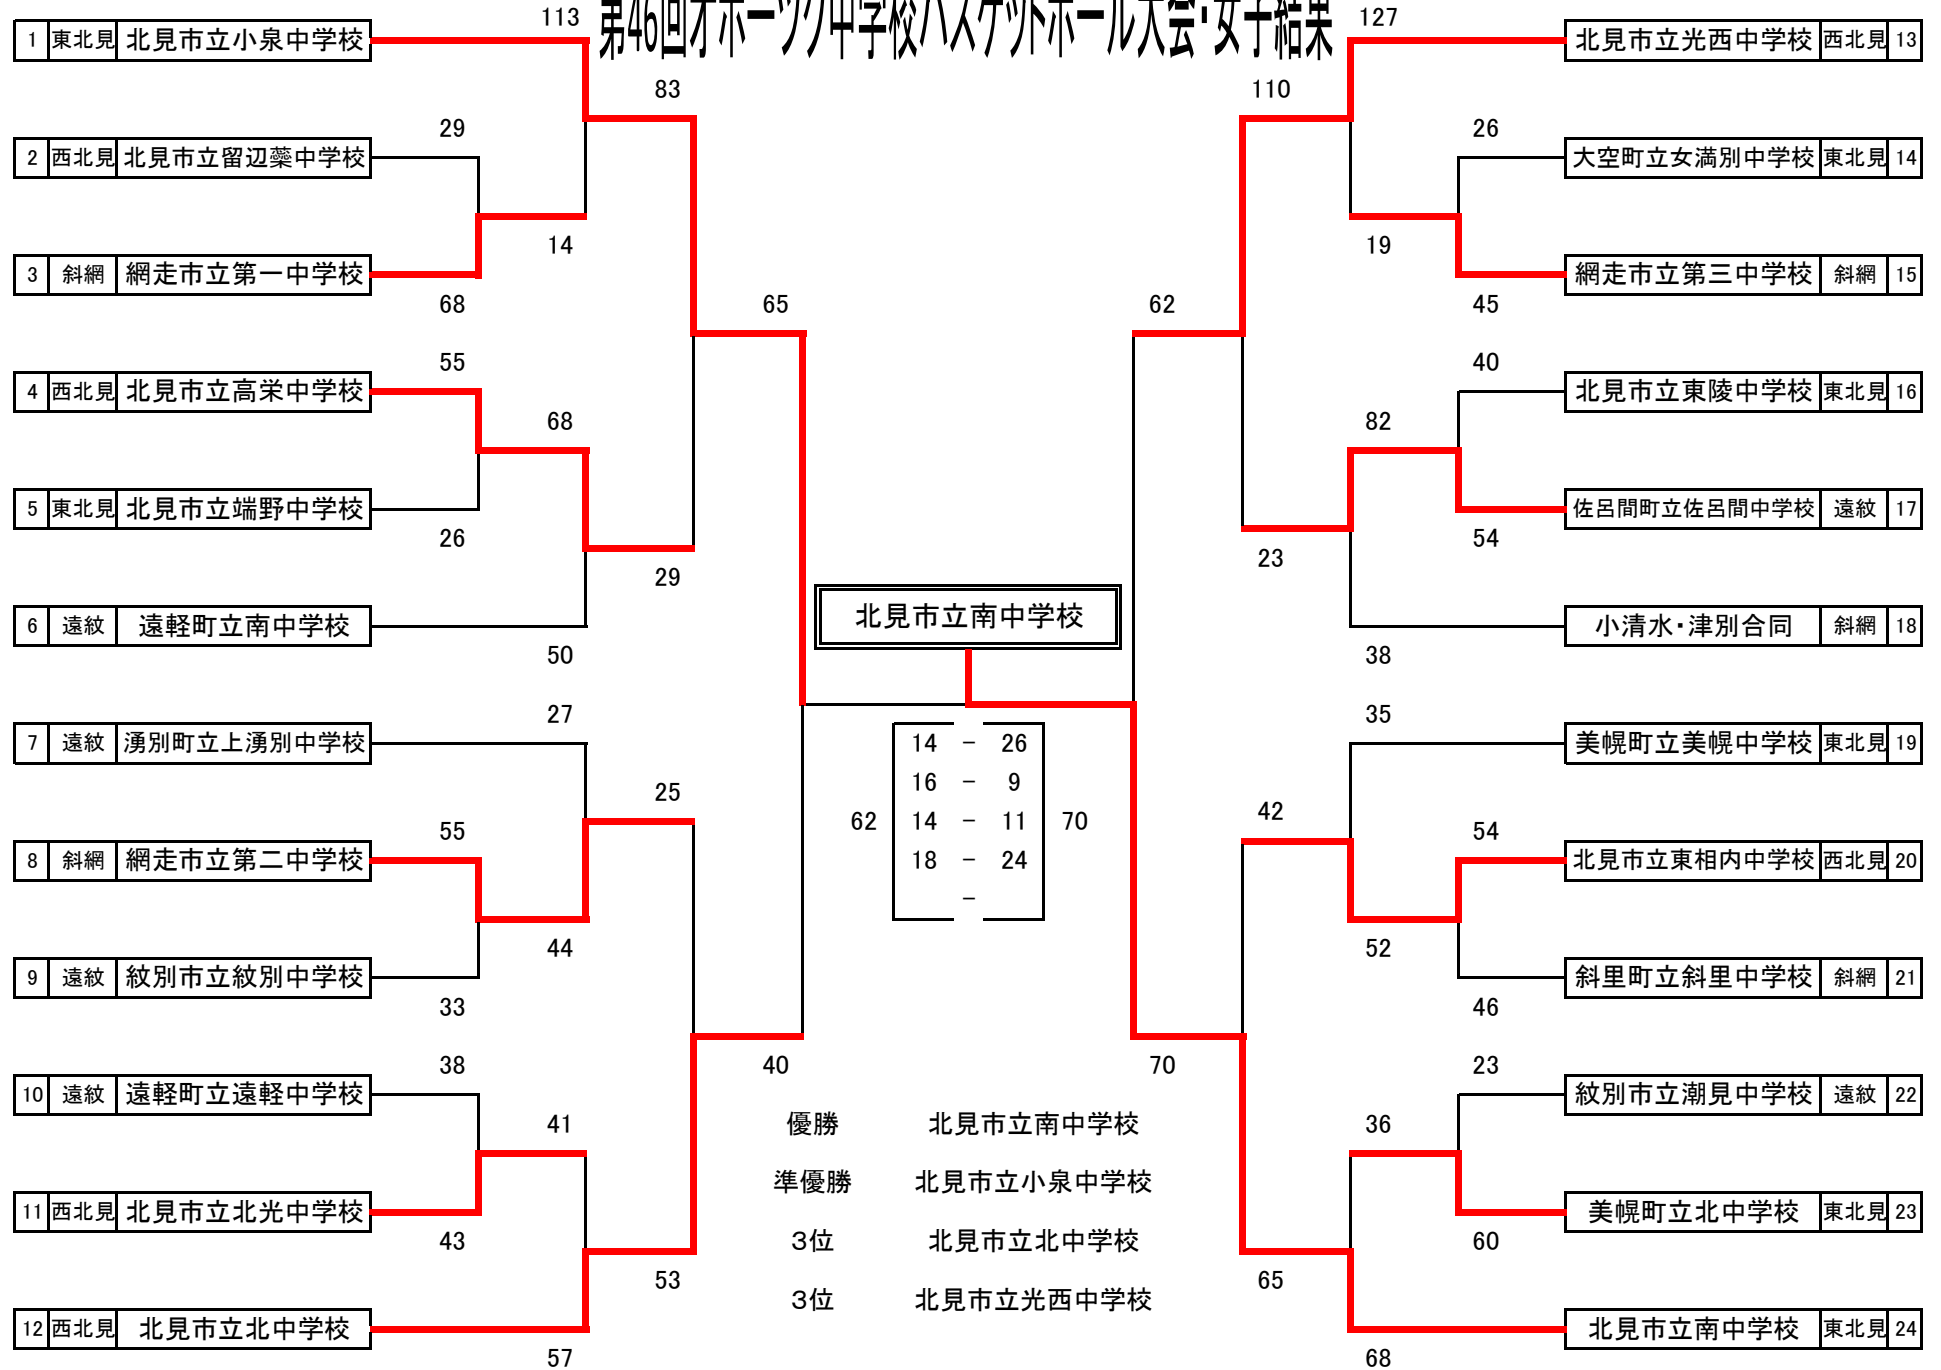 第46回オホーツク中学校バスケットボール大会・女子結果
113
127
1 東北見 北見市立小泉中学校
北見市立光西中学校 西北見 13
83
110
29
26
2 西北見 北見市立留辺蘂中学校
大空町立女満別中学校 東北見 14
14
19
3 斜網 網走市立第一中学校
網走市立第三中学校 斜網 15
68
65
62
45
55
40
4 西北見 北見市立高栄中学校
北見市立東陵中学校 東北見 16
68
82
5 東北見 北見市立端野中学校
佐呂間町立佐呂間中学校 遠紋 17
26
54
29
23
北見市立南中学校
6 遠紋 遠軽町立南中学校
小清水・津別合同 斜網 18
50
38
27
35
7 遠紋 湧別町立上湧別中学校
14 － 26
美幌町立美幌中学校 東北見 19
16 － 9
25
42
62 14 － 11 70
55
54
8 斜網 網走市立第二中学校
18 － 24
北見市立東相内中学校 西北見 20
－
44
52
9 遠紋 紋別市立紋別中学校
斜里町立斜里中学校 斜網 21
33
46
38
40
70
23
10 遠紋 遠軽町立遠軽中学校
紋別市立潮見中学校 遠紋 22
41
優勝 北見市立南中学校
36
準優勝 北見市立小泉中学校
11 西北見 北見市立北光中学校
美幌町立北中学校 東北見 23
43
3位 北見市立北中学校
60
53
65
3位 北見市立光西中学校
12 西北見 北見市立北中学校
北見市立南中学校 東北見 24
57
68